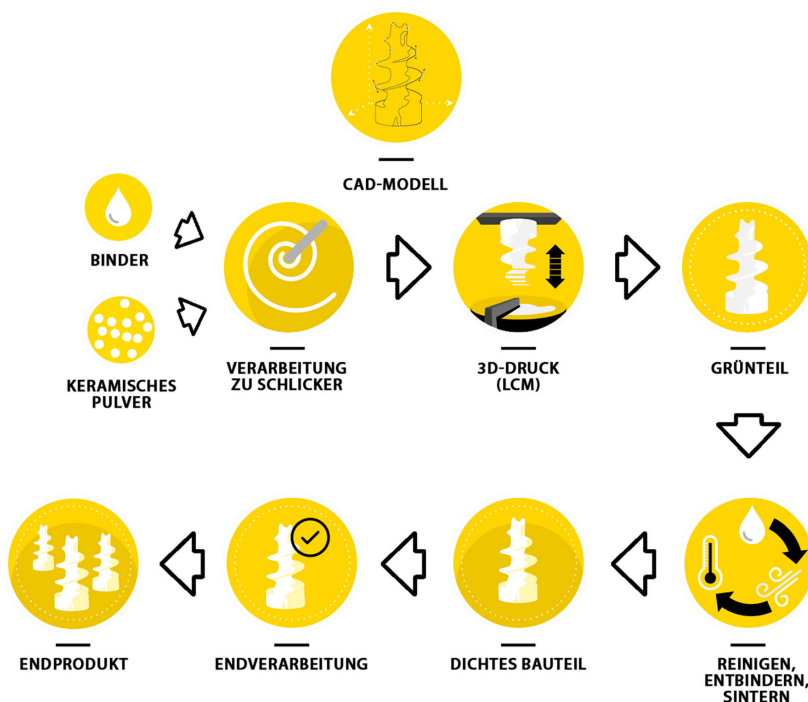 CAD-MODELL
BINDER
KERAMISCHES
PULVER
VERARBEITUNG
ZU SCHLICKER
3D-DRUCK
(LCM)
GRÜNTEIL
REINIGEN,
ENTBINDERN,
SINTERN
DICHTES BAUTEIL
ENDVERARBEITUNG
ENDPRODUKT